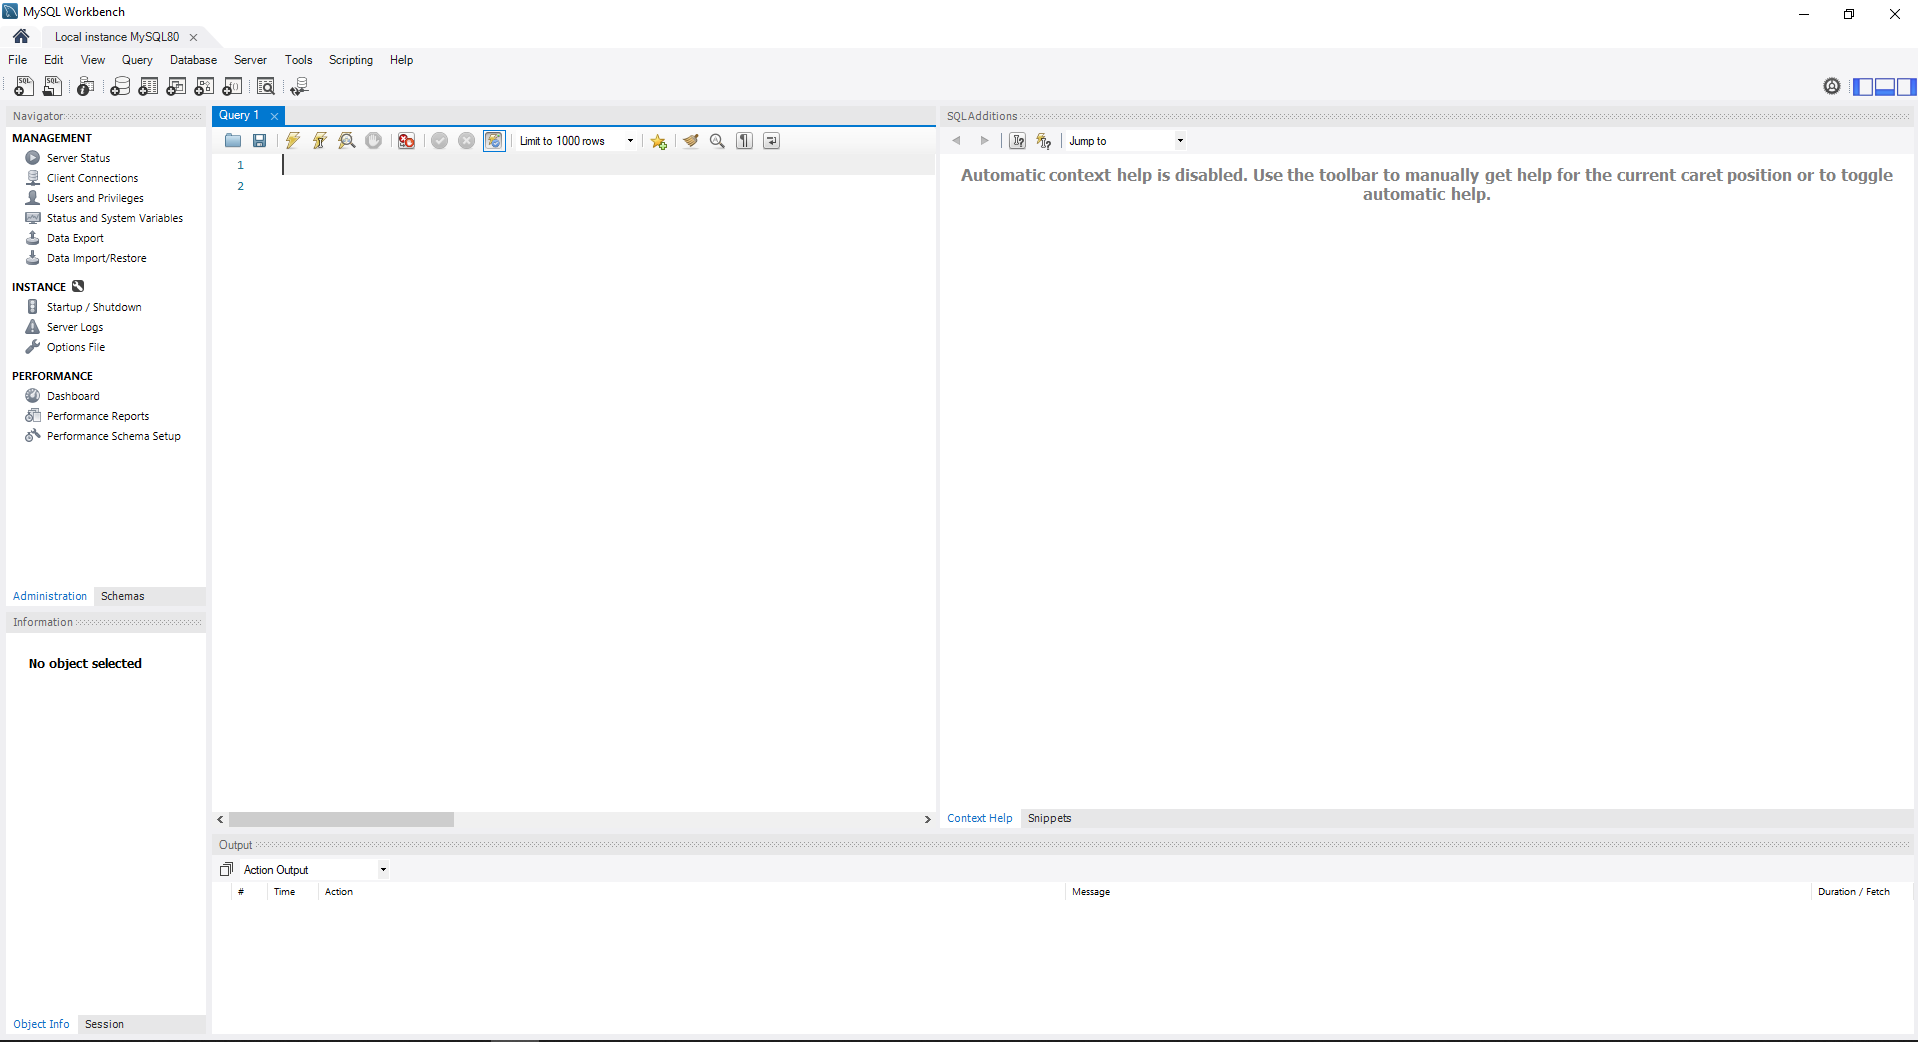 MySQL Workbench
Local instance MySQL80
File Edit View Query Database Server Tools Scripting Help
Navigator
MANAGEMENT
Server Status
Client Connections
Users and Privileges
Status and System Variables
Data Export
Data Import/Restore
INSTANCE
Startup / Shutdown
Server Logs
Options File
PERFORMANCE
Dashboard
Performance Reports
Performance Schema Setup
Administration Schemas
Information
No object selected
Object Info Session
Query 1
Limit to 1000 rows
1
2
SQLAdditions
Jump to
Automatic context help is disabled. Use the toolbar to manually get help for the current caret position or to toggle
automatic help.
Context Help Snippets
Output
Action Output
# Time Action Message Duration / Fetch